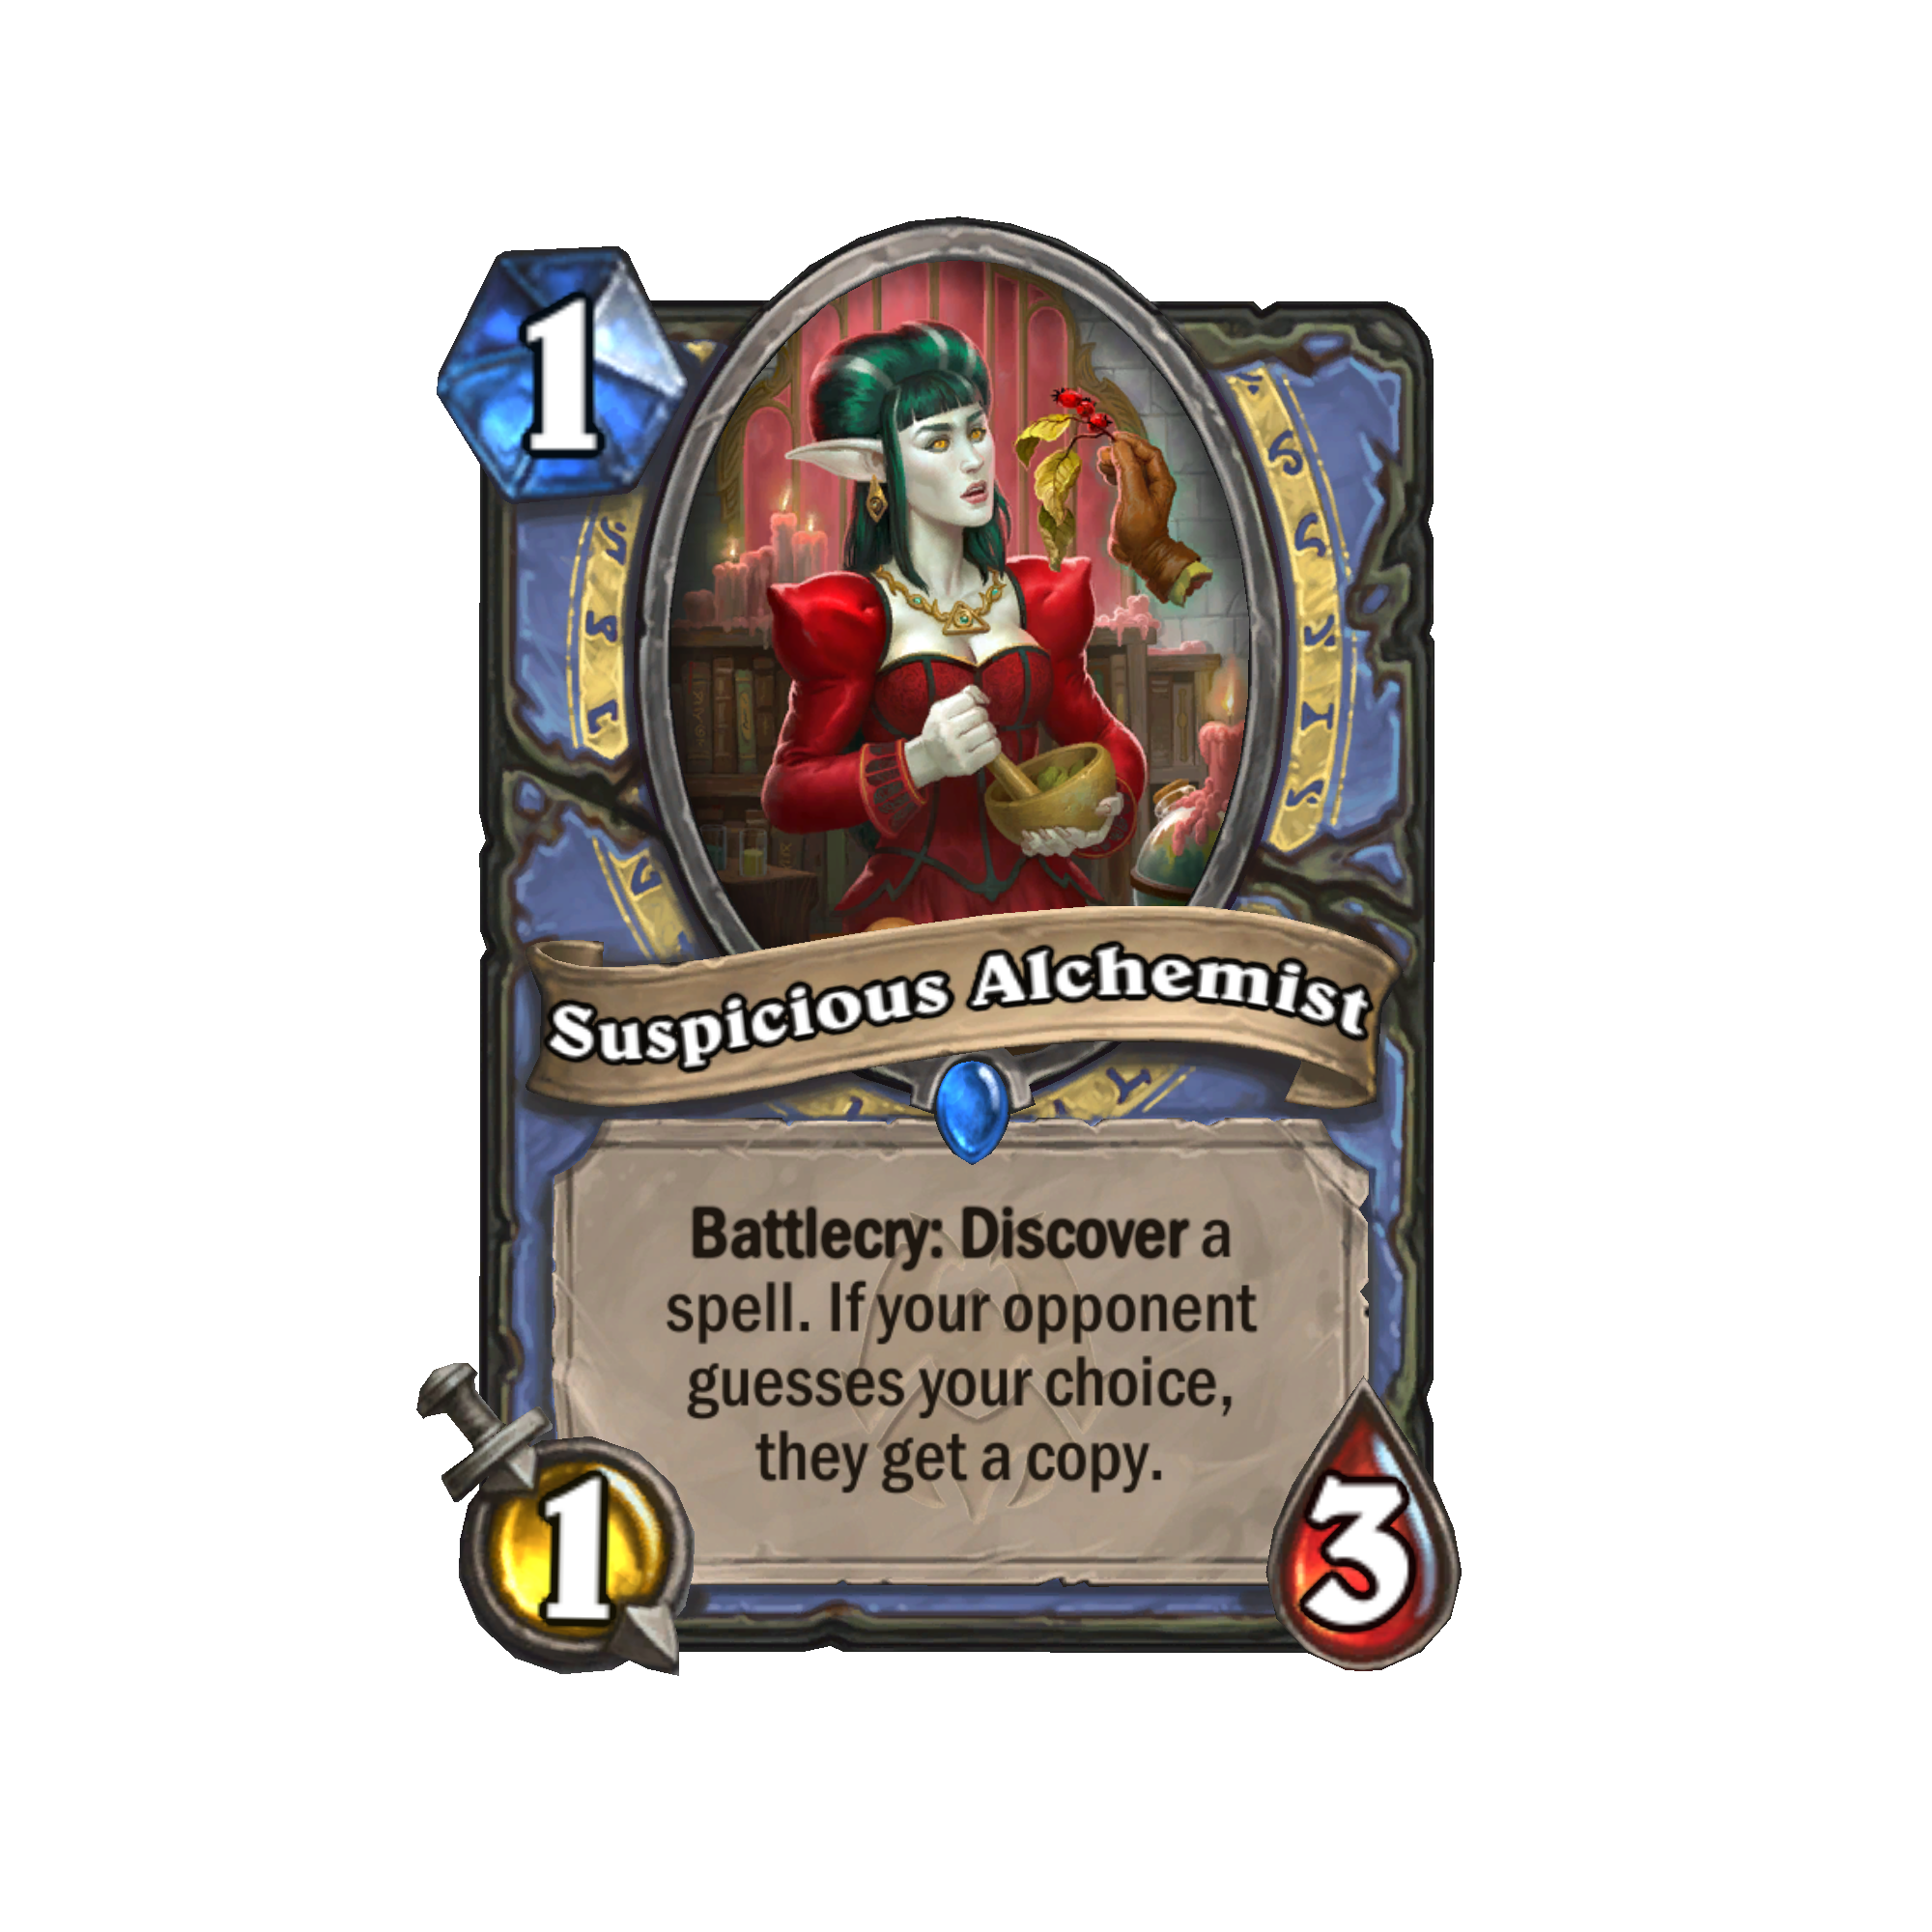 1
Suspicious Alchemist
Battlecry: Discover a
spell. If your opponent
guesses your choice,
they get a copy.
1
3